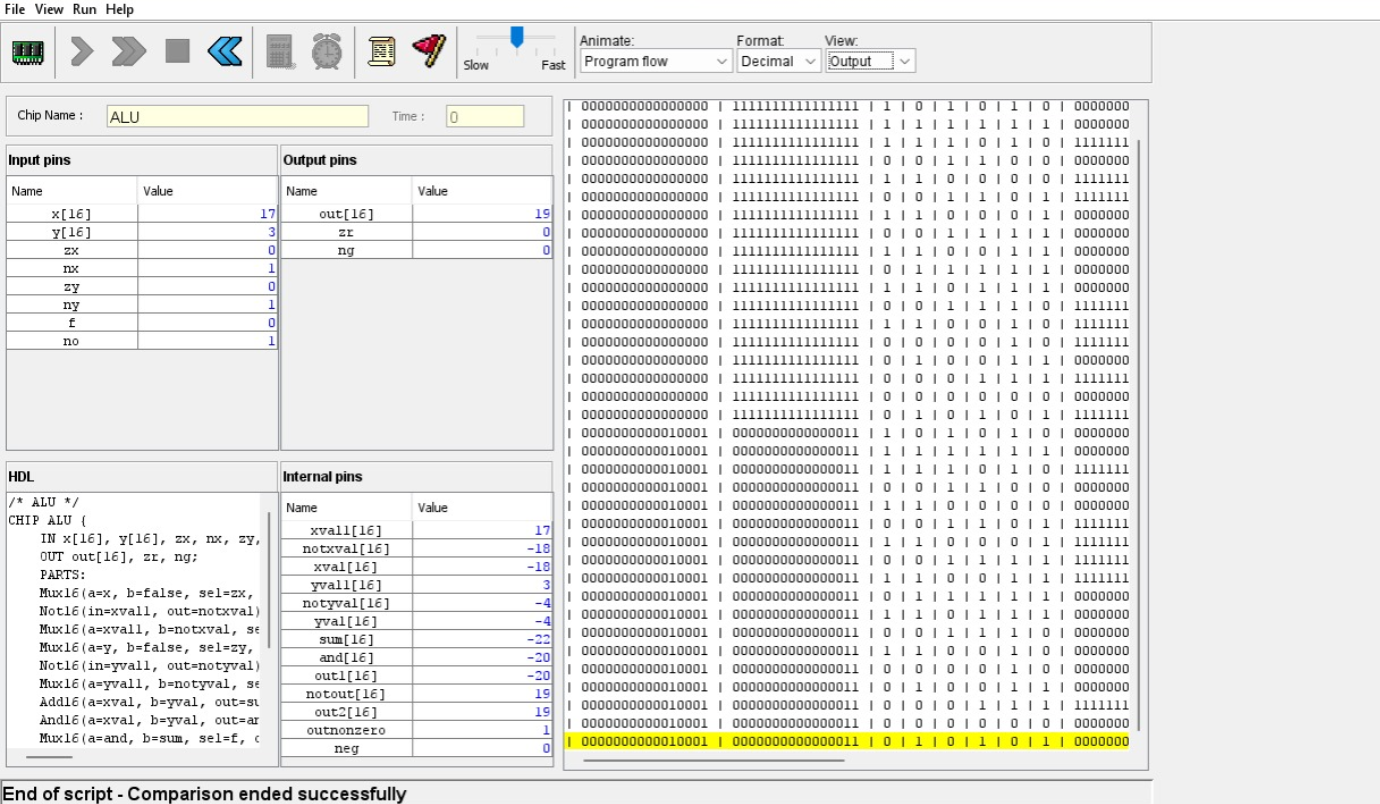 File View Run Help
Slow
Fast
Animate:
Program flow
Format:
Decimal
View:
Output
Chip Name :
ALU
Time :
0
Input pins
Name Value
x[16] 17
y[16] 3
zx 0
nx 1
zy 0
ny 1
f 0
no 1
Output pins
Name Value
out[16] 19
zr 0
ng 0
HDL
/* ALU */
CHIP ALU {
IN x[16], y[16], zx, nx, zy,
OUT out[16], zr, ng;
PARTS:
Mux16(a=x, b=false, sel=zx,
Not16(in=xval1, out=notxval)
Mux16(a=xval1, b=notxval, se
Mux16(a=y, b=false, sel=zy,
Not16(in=yval1, out=notyval)
Mux16(a=yval1, b=notyval, se
Add16(a=xval, b=yval, out=su
And16(a=xval, b=yval, out=an
Mux16(a=and, b=sum, sel=f, o
Internal pins
Name Value
xval1[16] 17
notxval[16] -18
xval[16] -18
yval1[16] 3
notyval[16] -4
yval[16] -4
sum[16] -22
and[16] -20
out1[16] -20
notout[16] 19
out2[16] 19
outnonzero 1
neg 0
| 0000000000000000 | 1111111111111111 | 1 | 0 | 1 | 0 | 1 | 0 | 0000000
| 0000000000000000 | 1111111111111111 | 1 | 1 | 1 | 1 | 1 | 1 | 0000000
| 0000000000000000 | 1111111111111111 | 1 | 1 | 1 | 0 | 1 | 0 | 1111111
| 0000000000000000 | 1111111111111111 | 0 | 0 | 1 | 1 | 0 | 0 | 0000000
| 0000000000000000 | 1111111111111111 | 1 | 1 | 0 | 0 | 0 | 0 | 1111111
| 0000000000000000 | 1111111111111111 | 0 | 0 | 1 | 1 | 0 | 1 | 1111111
| 0000000000000000 | 1111111111111111 | 1 | 1 | 0 | 0 | 0 | 1 | 0000000
| 0000000000000000 | 1111111111111111 | 0 | 0 | 1 | 1 | 1 | 1 | 0000000
| 0000000000000000 | 1111111111111111 | 1 | 1 | 0 | 0 | 1 | 1 | 0000000
| 0000000000000000 | 1111111111111111 | 0 | 1 | 1 | 1 | 1 | 1 | 0000000
| 0000000000000000 | 1111111111111111 | 1 | 1 | 0 | 1 | 1 | 1 | 0000000
| 0000000000000000 | 1111111111111111 | 0 | 0 | 1 | 1 | 1 | 0 | 1111111
| 0000000000000000 | 1111111111111111 | 1 | 1 | 0 | 0 | 1 | 0 | 1111111
| 0000000000000000 | 1111111111111111 | 0 | 0 | 0 | 0 | 1 | 0 | 1111111
| 0000000000000000 | 1111111111111111 | 0 | 1 | 0 | 0 | 1 | 1 | 0000000
| 0000000000000000 | 1111111111111111 | 0 | 0 | 0 | 1 | 1 | 1 | 1111111
| 0000000000000000 | 1111111111111111 | 0 | 0 | 0 | 0 | 0 | 0 | 0000000
| 0000000000000000 | 1111111111111111 | 0 | 1 | 0 | 1 | 0 | 1 | 1111111
| 0000000000010001 | 0000000000000011 | 1 | 0 | 1 | 0 | 1 | 0 | 0000000
| 0000000000010001 | 0000000000000011 | 1 | 1 | 1 | 1 | 1 | 1 | 0000000
| 0000000000010001 | 0000000000000011 | 1 | 1 | 1 | 0 | 1 | 0 | 1111111
| 0000000000010001 | 0000000000000011 | 0 | 0 | 1 | 1 | 0 | 0 | 0000000
| 0000000000010001 | 0000000000000011 | 1 | 1 | 0 | 0 | 0 | 0 | 0000000
| 0000000000010001 | 0000000000000011 | 0 | 0 | 1 | 1 | 0 | 1 | 1111111
| 0000000000010001 | 0000000000000011 | 1 | 1 | 0 | 0 | 0 | 1 | 1111111
| 0000000000010001 | 0000000000000011 | 0 | 0 | 1 | 1 | 1 | 1 | 1111111
| 0000000000010001 | 0000000000000011 | 1 | 1 | 0 | 0 | 1 | 1 | 1111111
| 0000000000010001 | 0000000000000011 | 0 | 1 | 1 | 1 | 1 | 1 | 0000000
| 0000000000010001 | 0000000000000011 | 1 | 1 | 0 | 1 | 1 | 1 | 0000000
| 0000000000010001 | 0000000000000011 | 0 | 0 | 1 | 1 | 1 | 0 | 0000000
| 0000000000010001 | 0000000000000011 | 1 | 1 | 0 | 0 | 1 | 0 | 0000000
| 0000000000010001 | 0000000000000011 | 0 | 0 | 0 | 0 | 1 | 0 | 0000000
| 0000000000010001 | 0000000000000011 | 0 | 1 | 0 | 0 | 1 | 1 | 0000000
| 0000000000010001 | 0000000000000011 | 0 | 0 | 0 | 1 | 1 | 1 | 1111111
| 0000000000010001 | 0000000000000011 | 0 | 0 | 0 | 0 | 0 | 0 | 0000000
| 0000000000010001 | 0000000000000011 | 0 | 1 | 0 | 1 | 0 | 1 | 0000000
End of script - Comparison ended successfully